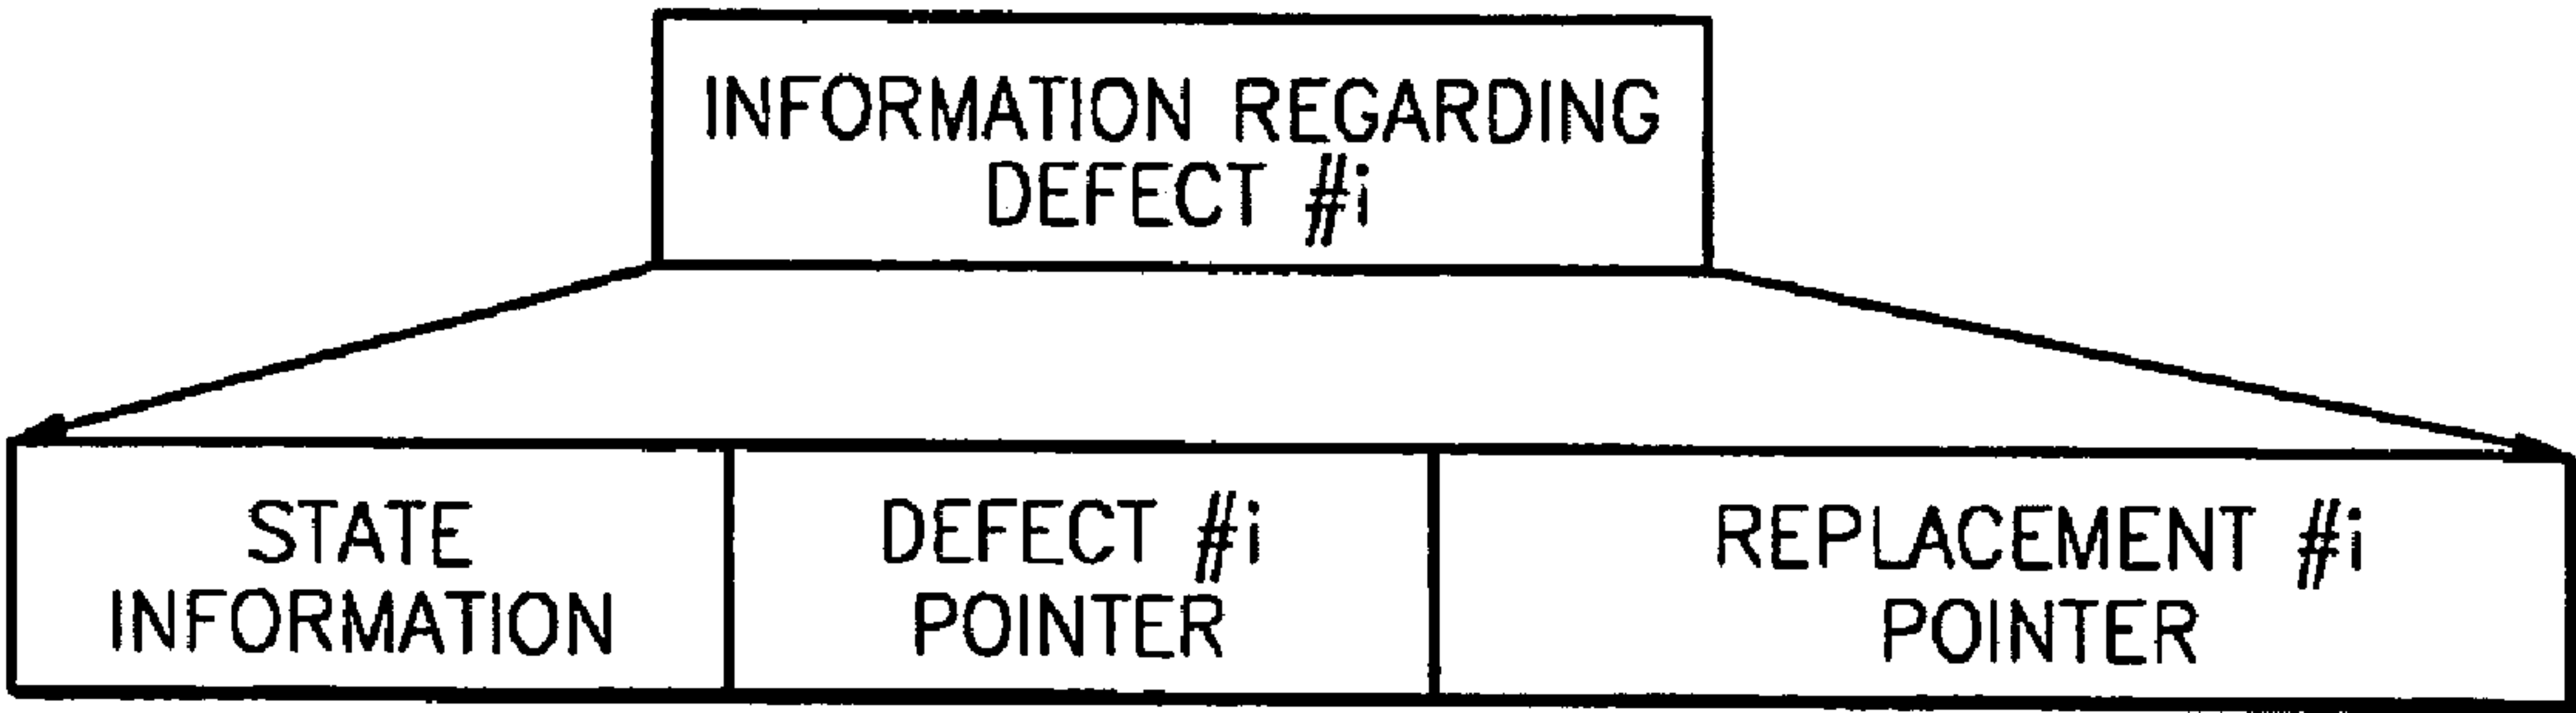 INFORMATION REGARDING
DEFECT #i
STATE
INFORMATION
DEFECT #i
POINTER
REPLACEMENT #i
POINTER